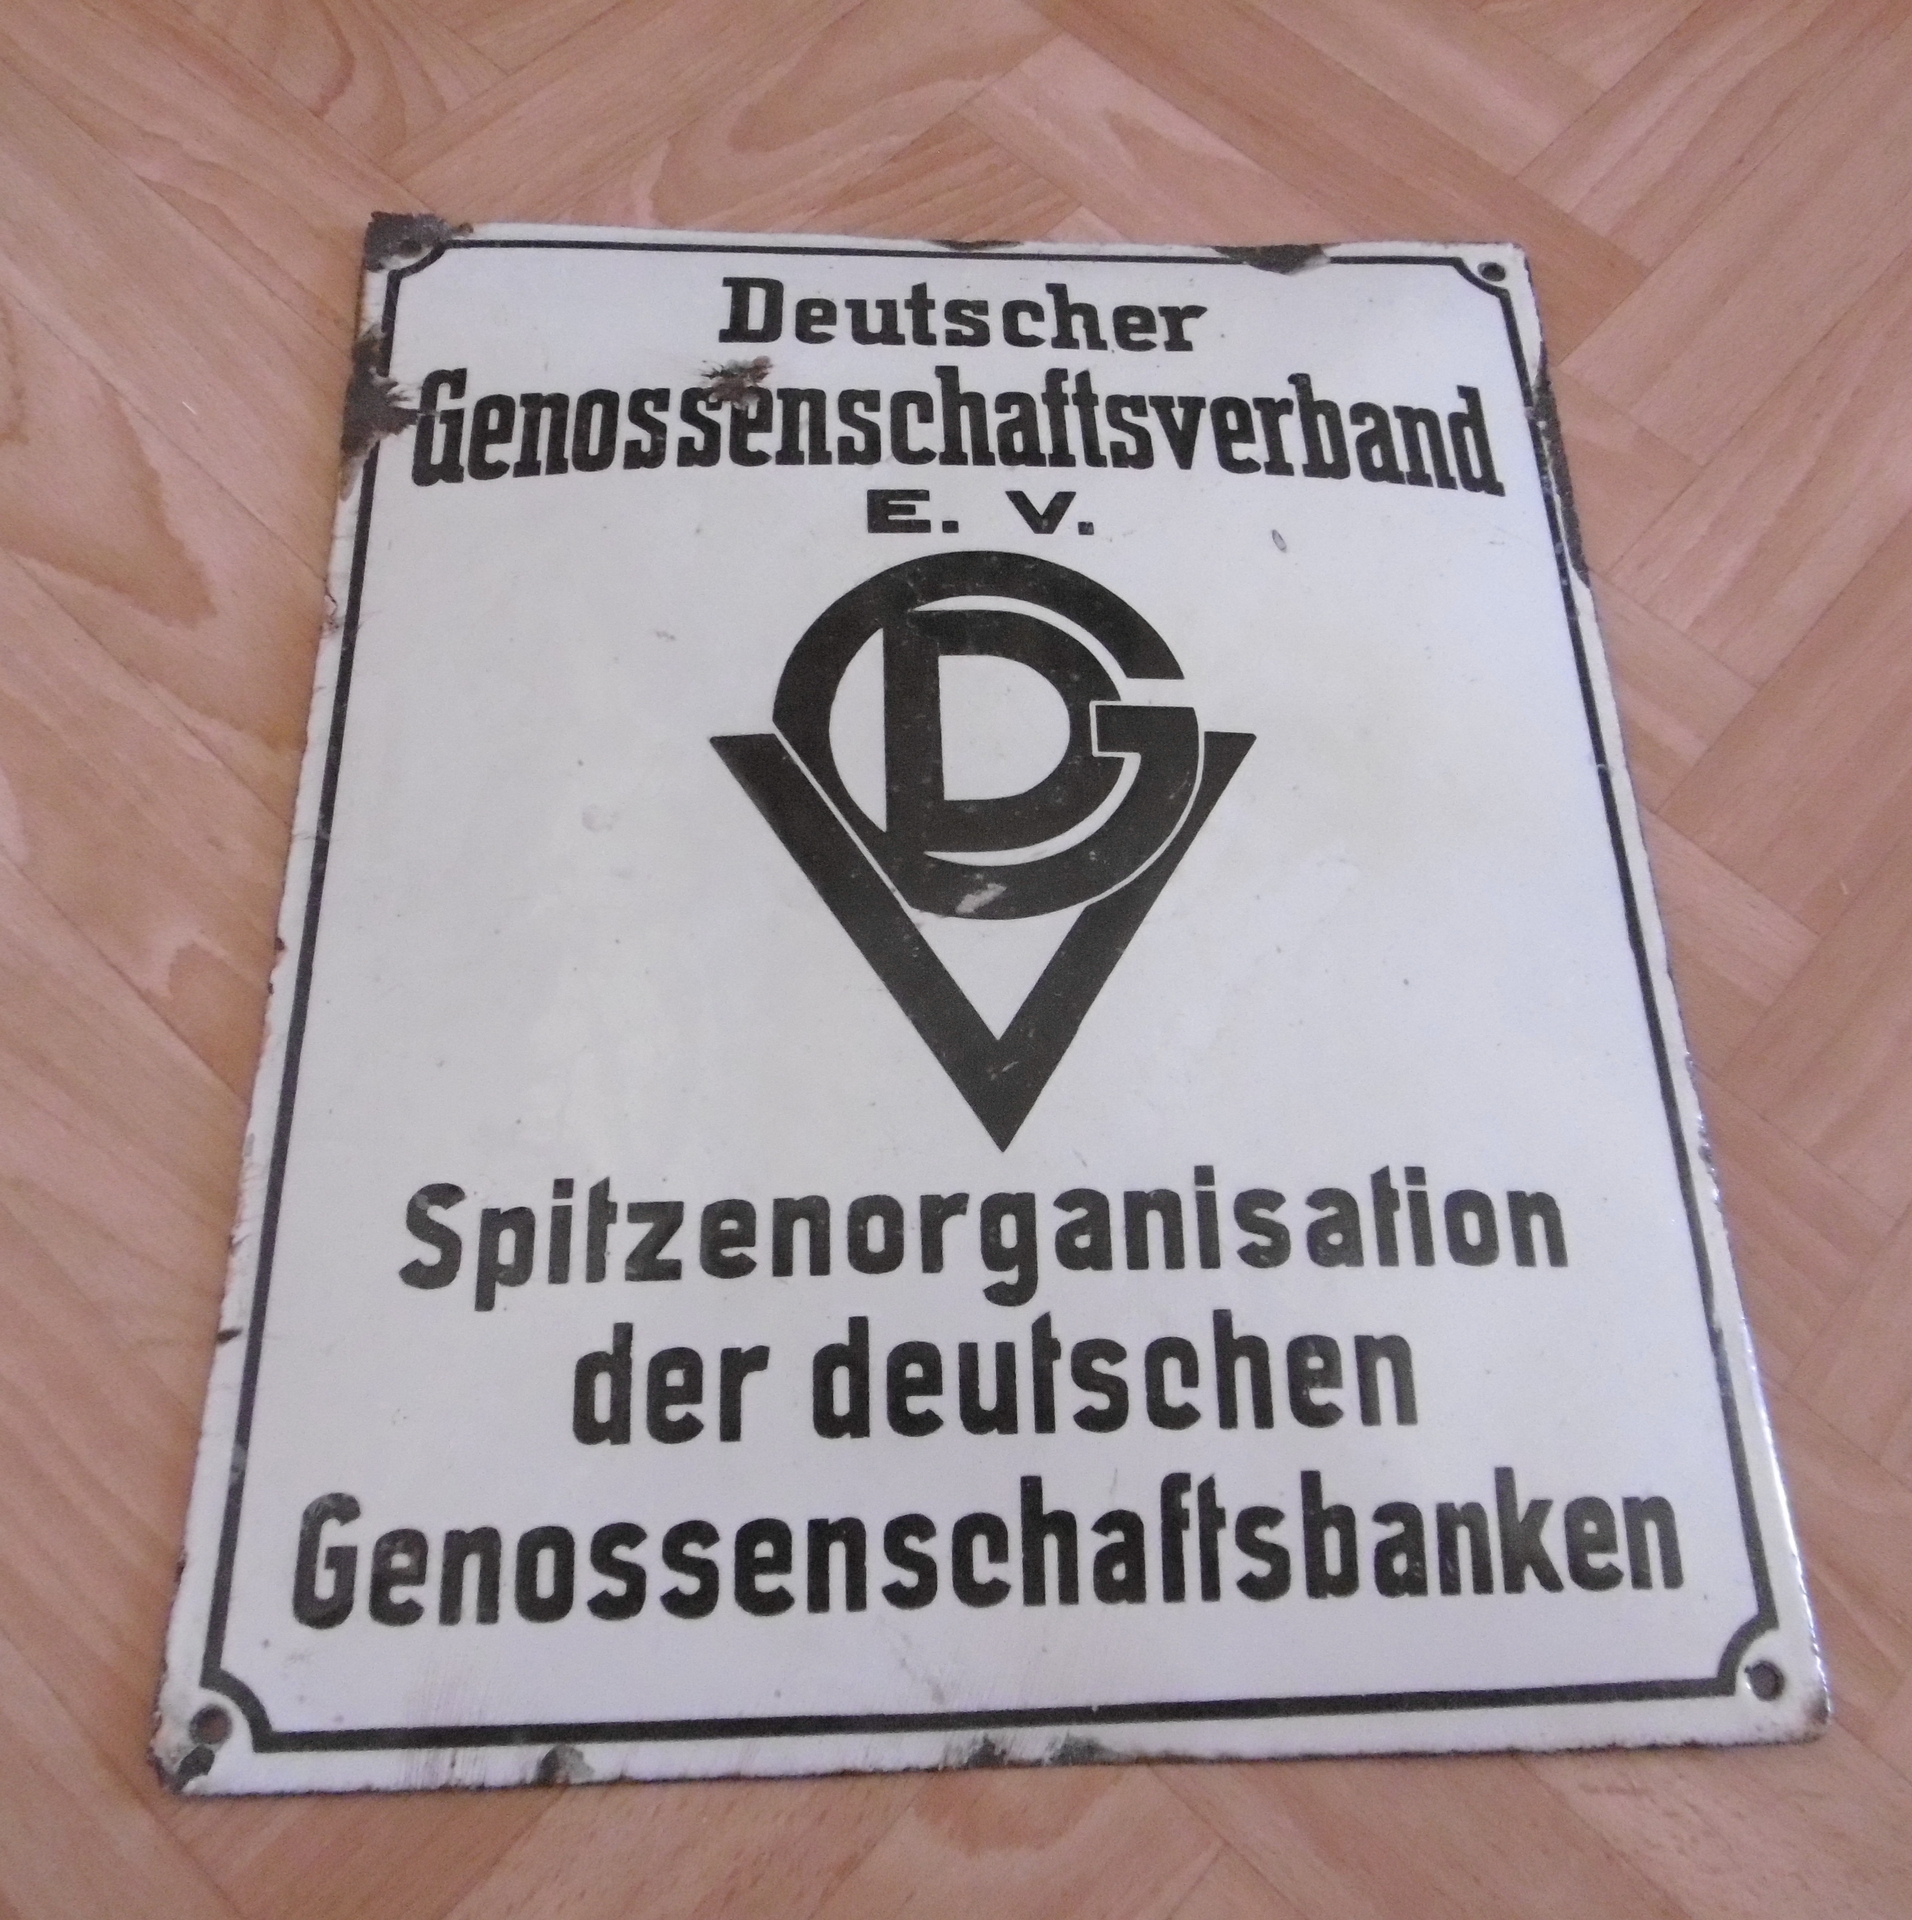 Deutscher
Genossenschaftsverband
E. V.
DGV
Spitzenorganisation
der deutschen
Genossenschaftsbanken